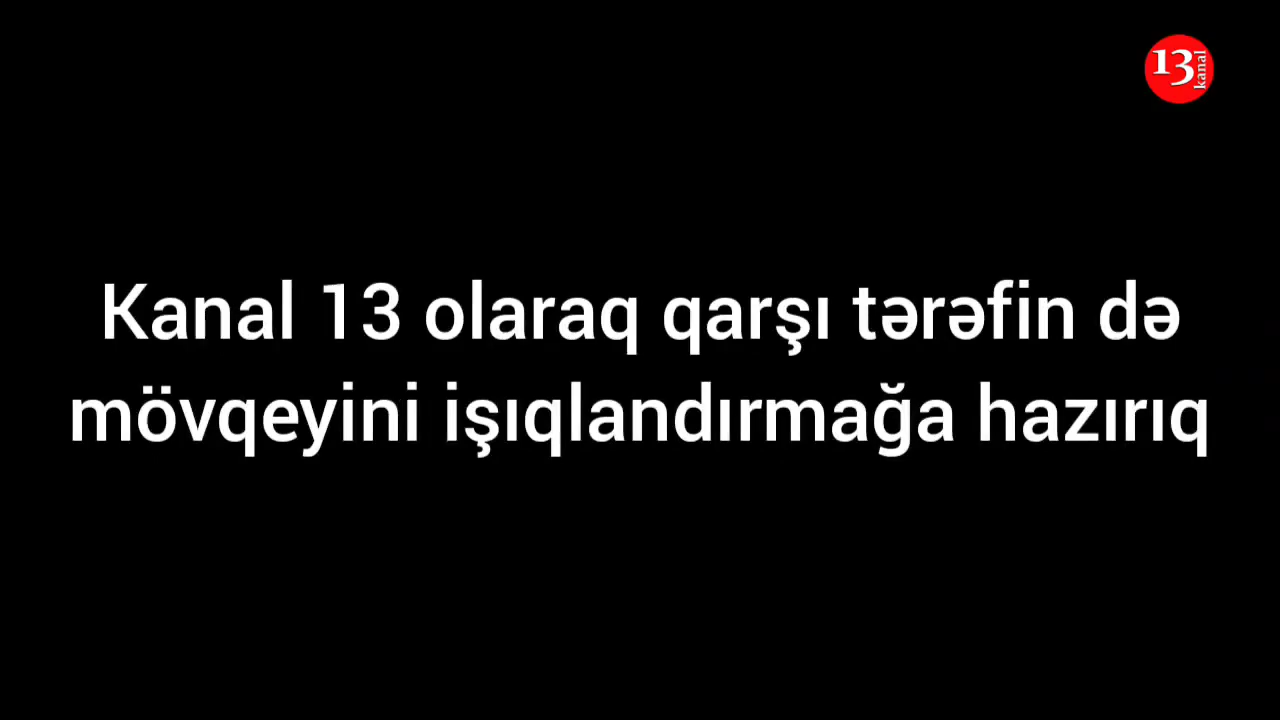 13 kanal
Kanal 13 olaraq qarşı tərəfin də
mövqeyini işıqlandırmağa hazırıq